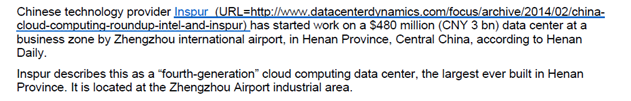 Chinese technology provider Inspur (URL=http://www.datacenterdynamics.com/focus/archive/2014/02/china-
cloud-computing-roundup-intel-and-inspur) has started work on a $480 million (CNY 3 bn) data center at a
business zone by Zhengzhou international airport, in Henan Province, Central China, according to Henan
Daily.
Inspur describes this as a “fourth-generation” cloud computing data center, the largest ever built in Henan
Province. It is located at the Zhengzhou Airport industrial area.